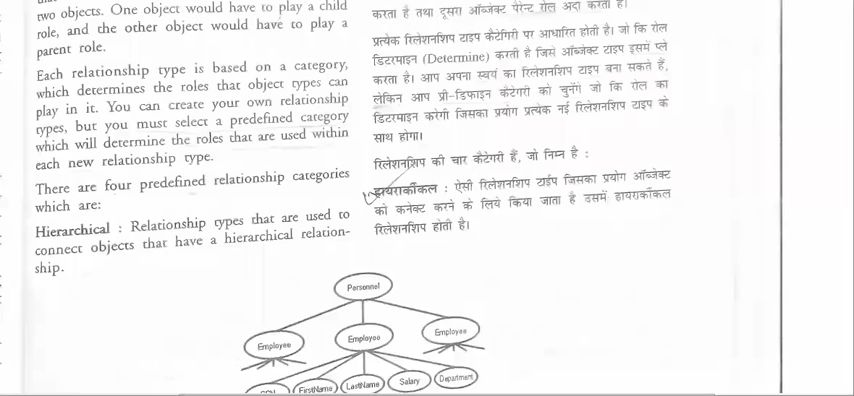 two objects. One object would have to play a child
role, and the other object would have to play a
parent role.
Each relationship type is based on a category,
which determines the roles that object types can
play in it. You can create your own relationship
types, but you must select a predefined category
which will determine the roles that are used within
each new relationship type.
There are four predefined relationship categories
which are:
Hierarchical : Relationship types that are used to
connect objects that have a hierarchical relation-
ship.
करता है तथा दूसरा ऑब्जेक्ट पेरेन्ट रोल अदा करता है।
प्रत्येक रिलेशनशिप टाइप कैटेगिरी पर आधारित होती है। जो कि रोल
डिटरमाइन (Determine) करती है जिसे ऑब्जेक्ट टाइप इसमें प्ले
करता है। आप अपना स्वयं का रिलेशनशिप टाइप बना सकते हैं,
लेकिन आप प्री-डिफाइन कैटेगरी को चुनेंगे जो कि रोल का
डिटरमाइन करेगी जिसका प्रयोग प्रत्येक नई रिलेशनशिप टाइप के
साथ होगा।
रिलेशनशिप की चार कैटेगरी हैं, जो निम्न है :
हायरार्कीकल : ऐसी रिलेशनशिप टाईप जिसका प्रयोग ऑब्जेक्ट
को कनेक्ट करने के लिये किया जाता है उसमें हायरार्कीकल
रिलेशनशिप होती है।
Personnel
Employee
Employee
Employee
FirstName
LastName
Salary
Department